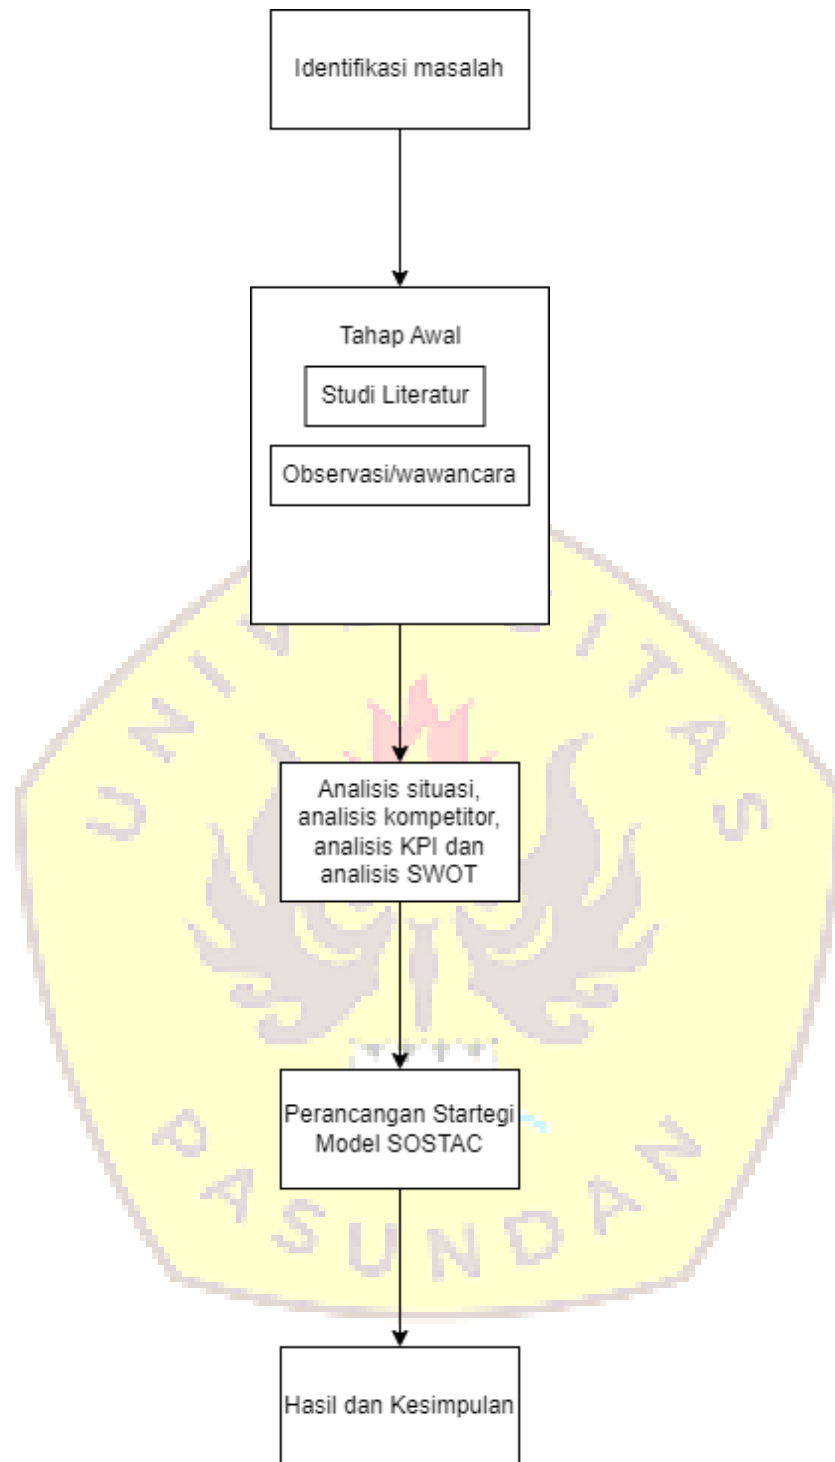 Identifikasi masalah
Tahap Awal
Studi Literatur
Observasi/wawancara
Analisis situasi,
analisis kompetitor,
analisis KPI dan
analisis SWOT
Perancangan Startegi
Model SOSTAC
Hasil dan Kesimpulan
PASUNDAN